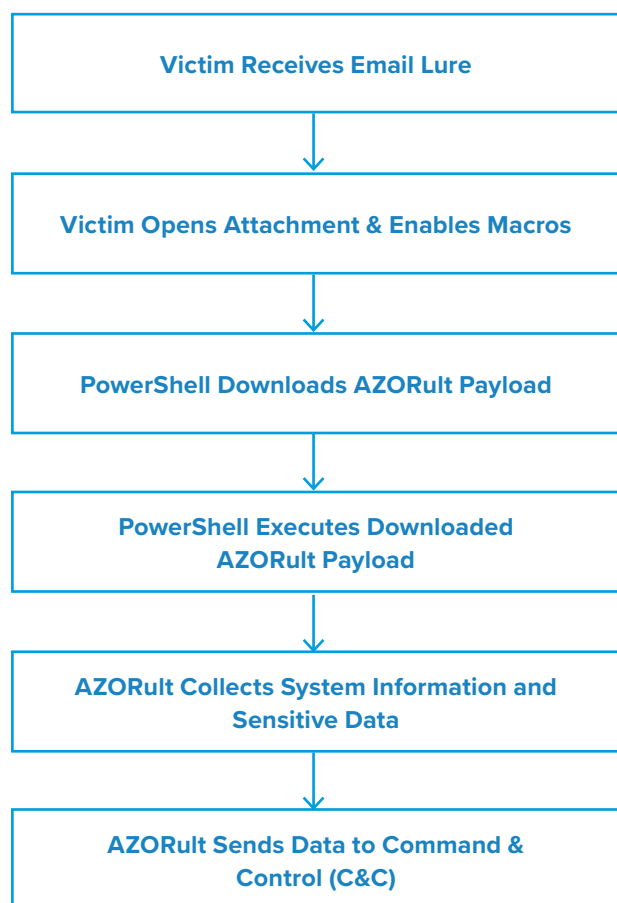 Victim Receives Email Lure
Victim Opens Attachment & Enables Macros
PowerShell Downloads AZORult Payload
PowerShell Executes Downloaded
AZORult Payload
AZORult Collects System Information and
Sensitive Data
AZORult Sends Data to Command &
Control (C&C)